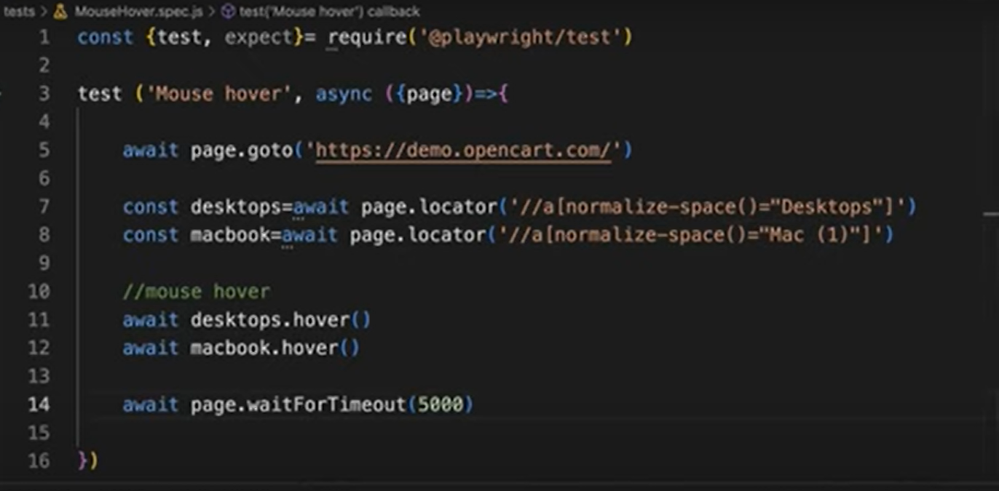 tests > MouseHover.spec.js > test('Mouse hover') callback
1 const {test, expect}= require('@playwright/test')
2
3 test ('Mouse hover', async ({page})=>{
4
5 await page.goto('https://demo.opencart.com/')
6
7 const desktops=await page.locator('//a[normalize-space()="Desktops"]')
8 const macbook=await page.locator('//a[normalize-space()="Mac (1)"]')
9
10 //mouse hover
11 await desktops.hover()
12 await macbook.hover()
13
14 await page.waitForTimeout(5000)
15
16 })